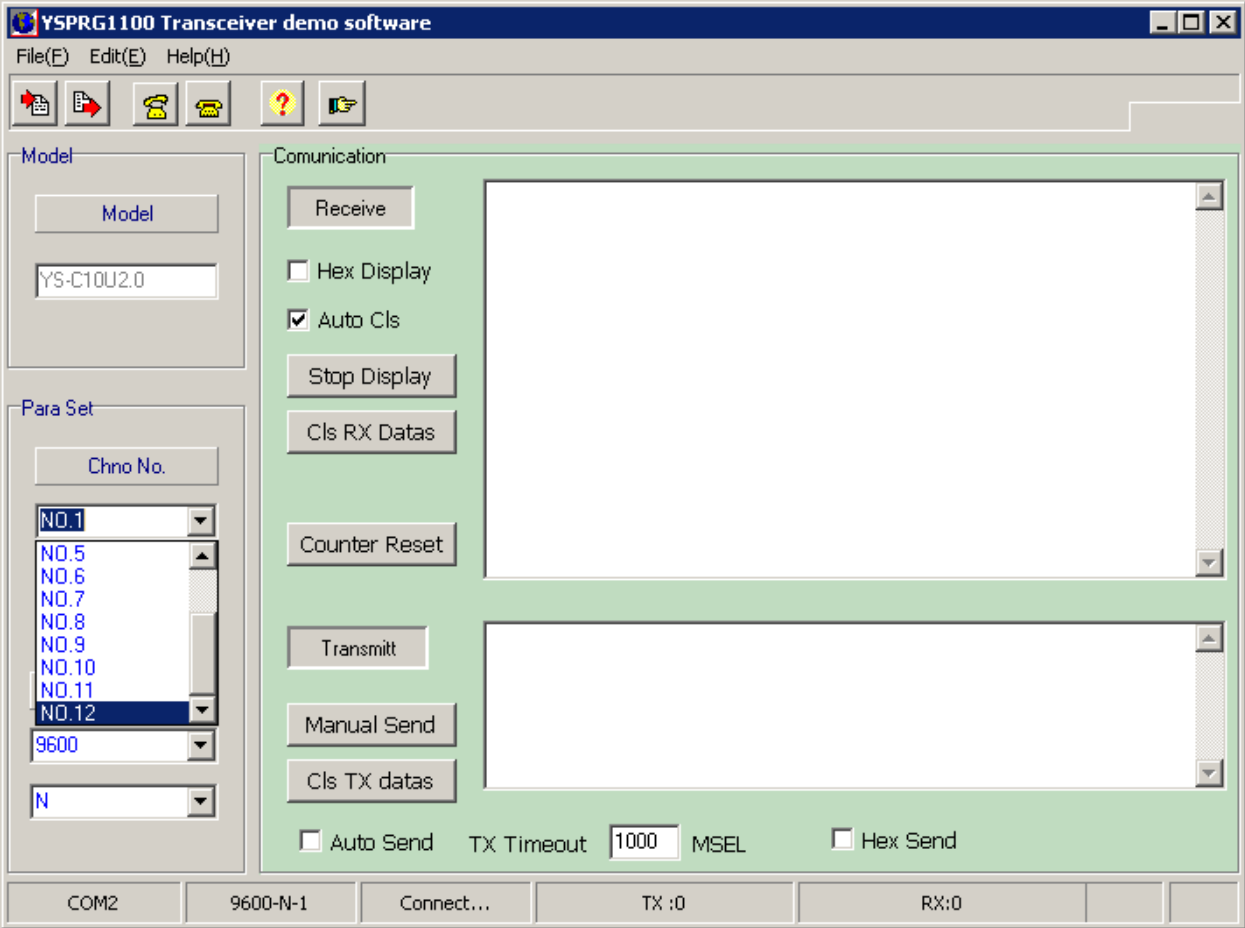 YSPRG1100 Transceiver demo software
File(F) Edit(E) Help(H)
Model
Model
YS-C10U2.0
Para Set
Chno No.
NO.1
NO.5
NO.6
NO.7
NO.8
NO.9
NO.10
NO.11
NO.12
9600
N
Comunication
Receive
Hex Display
Auto Cls
Stop Display
Cls RX Datas
Counter Reset
Transmitt
Manual Send
Cls TX datas
Auto Send TX Timeout 1000 MSEL Hex Send
COM2 9600-N-1 Connect... TX :0 RX:0